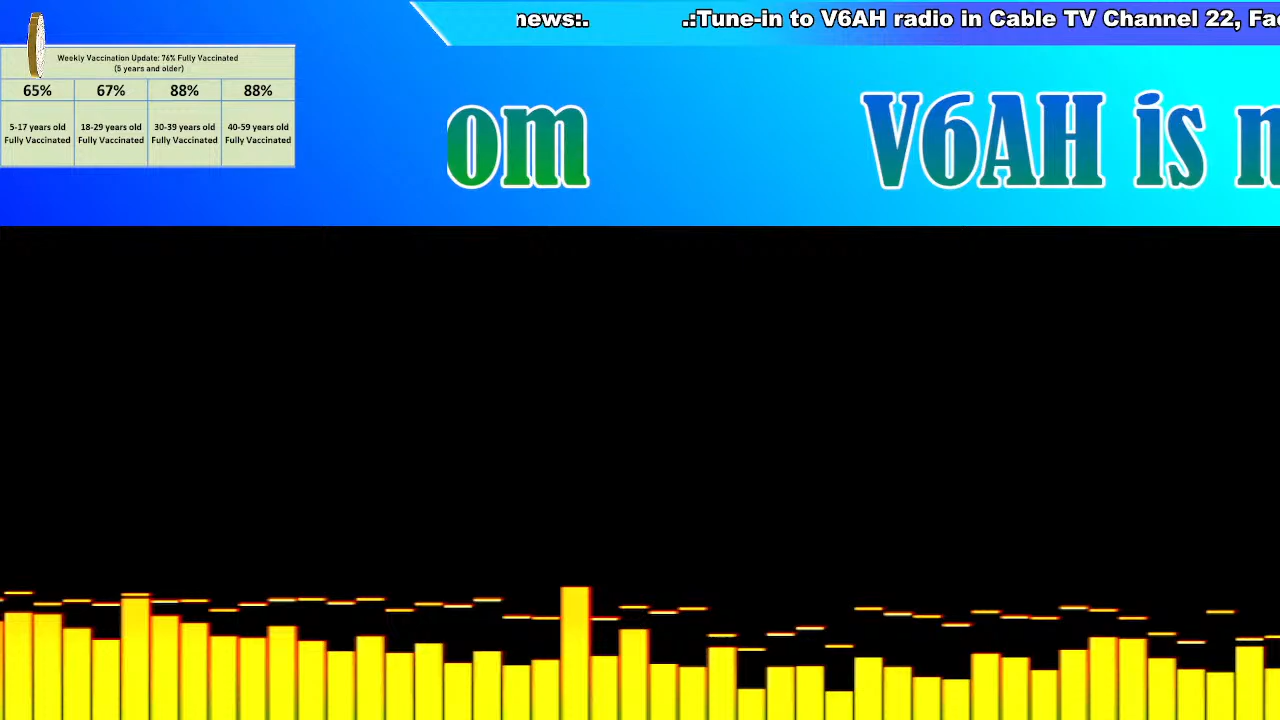 news:. .:Tune-in to V6AH radio in Cable TV Channel 22, Fac
Weekly Vaccination Update: 76% Fully Vaccinated
(5 years and older)
65% 67% 88% 88%
5-17 years old 18-29 years old 30-39 years old 40-59 years old
Fully Vaccinated Fully Vaccinated Fully Vaccinated Fully Vaccinated
om V6AH is